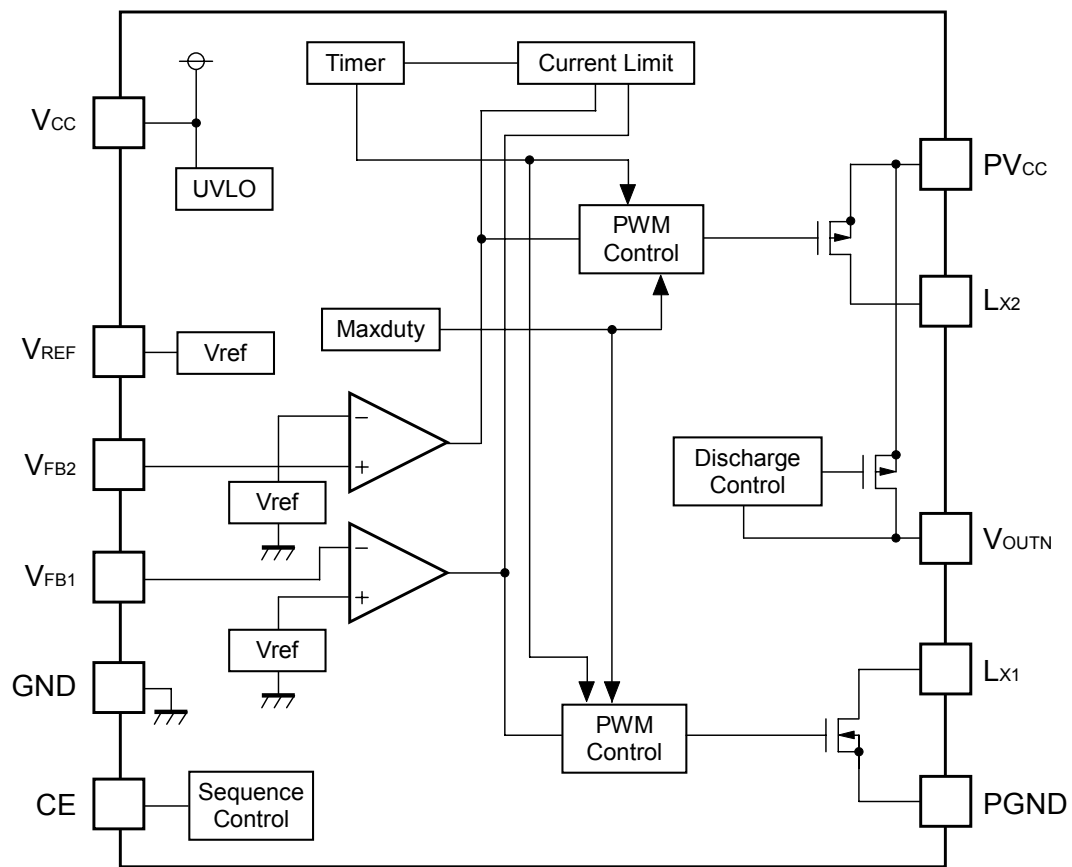 Timer
Current Limit
VCC
UVLO
PVCC
PWM
Control
LX2
Maxduty
VREF
Vref
−
VFB2
+
Discharge
Control
Vref
VOUTN
−
VFB1
+
Vref
LX1
GND
PWM
Control
CE
Sequence
Control
PGND